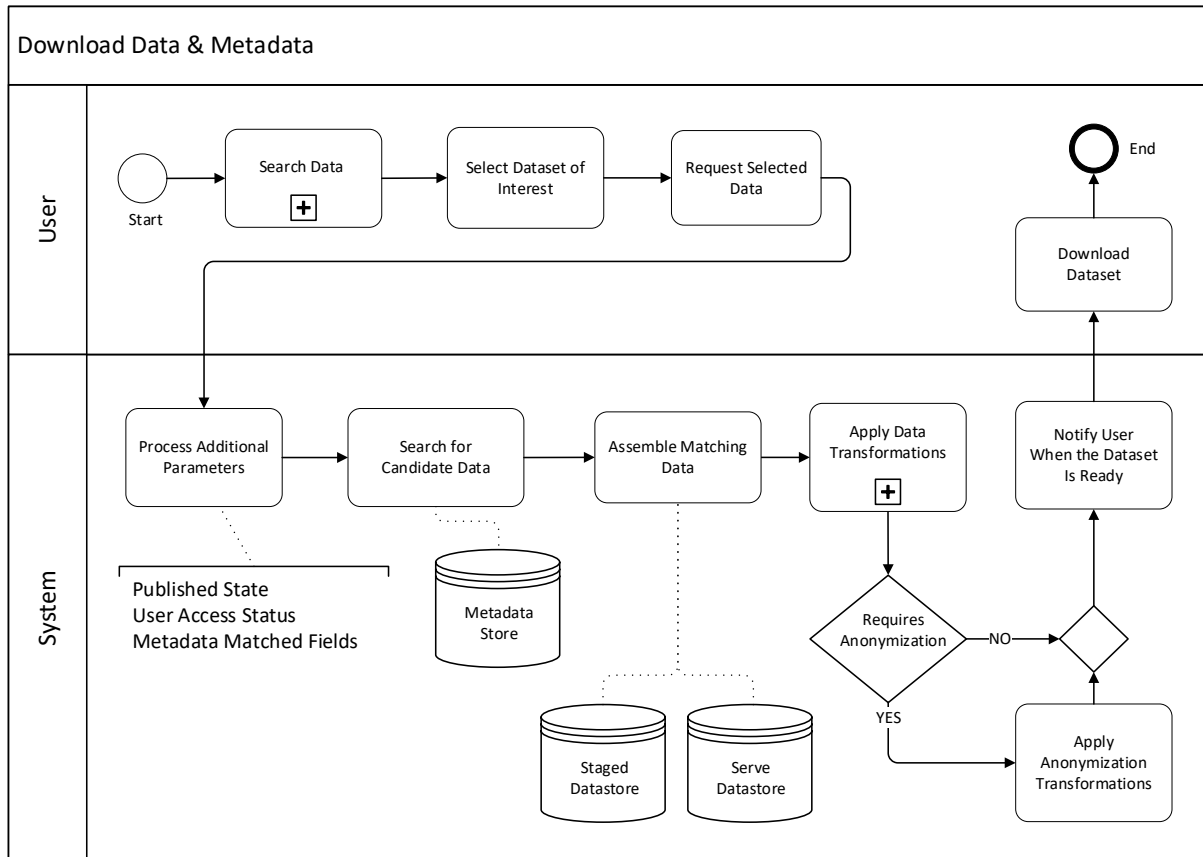 Download Data & Metadata
User
Start
Search Data
Select Dataset of
Interest
Request Selected
Data
End
Download
Dataset
System
Process Additional
Parameters
Search for
Candidate Data
Assemble Matching
Data
Apply Data
Transformations
Notify User
When the Dataset
Is Ready
Published State
User Access Status
Metadata Matched Fields
Metadata
Store
Requires
Anonymization
NO
YES
Staged
Datastore
Serve
Datastore
Apply
Anonymization
Transformations